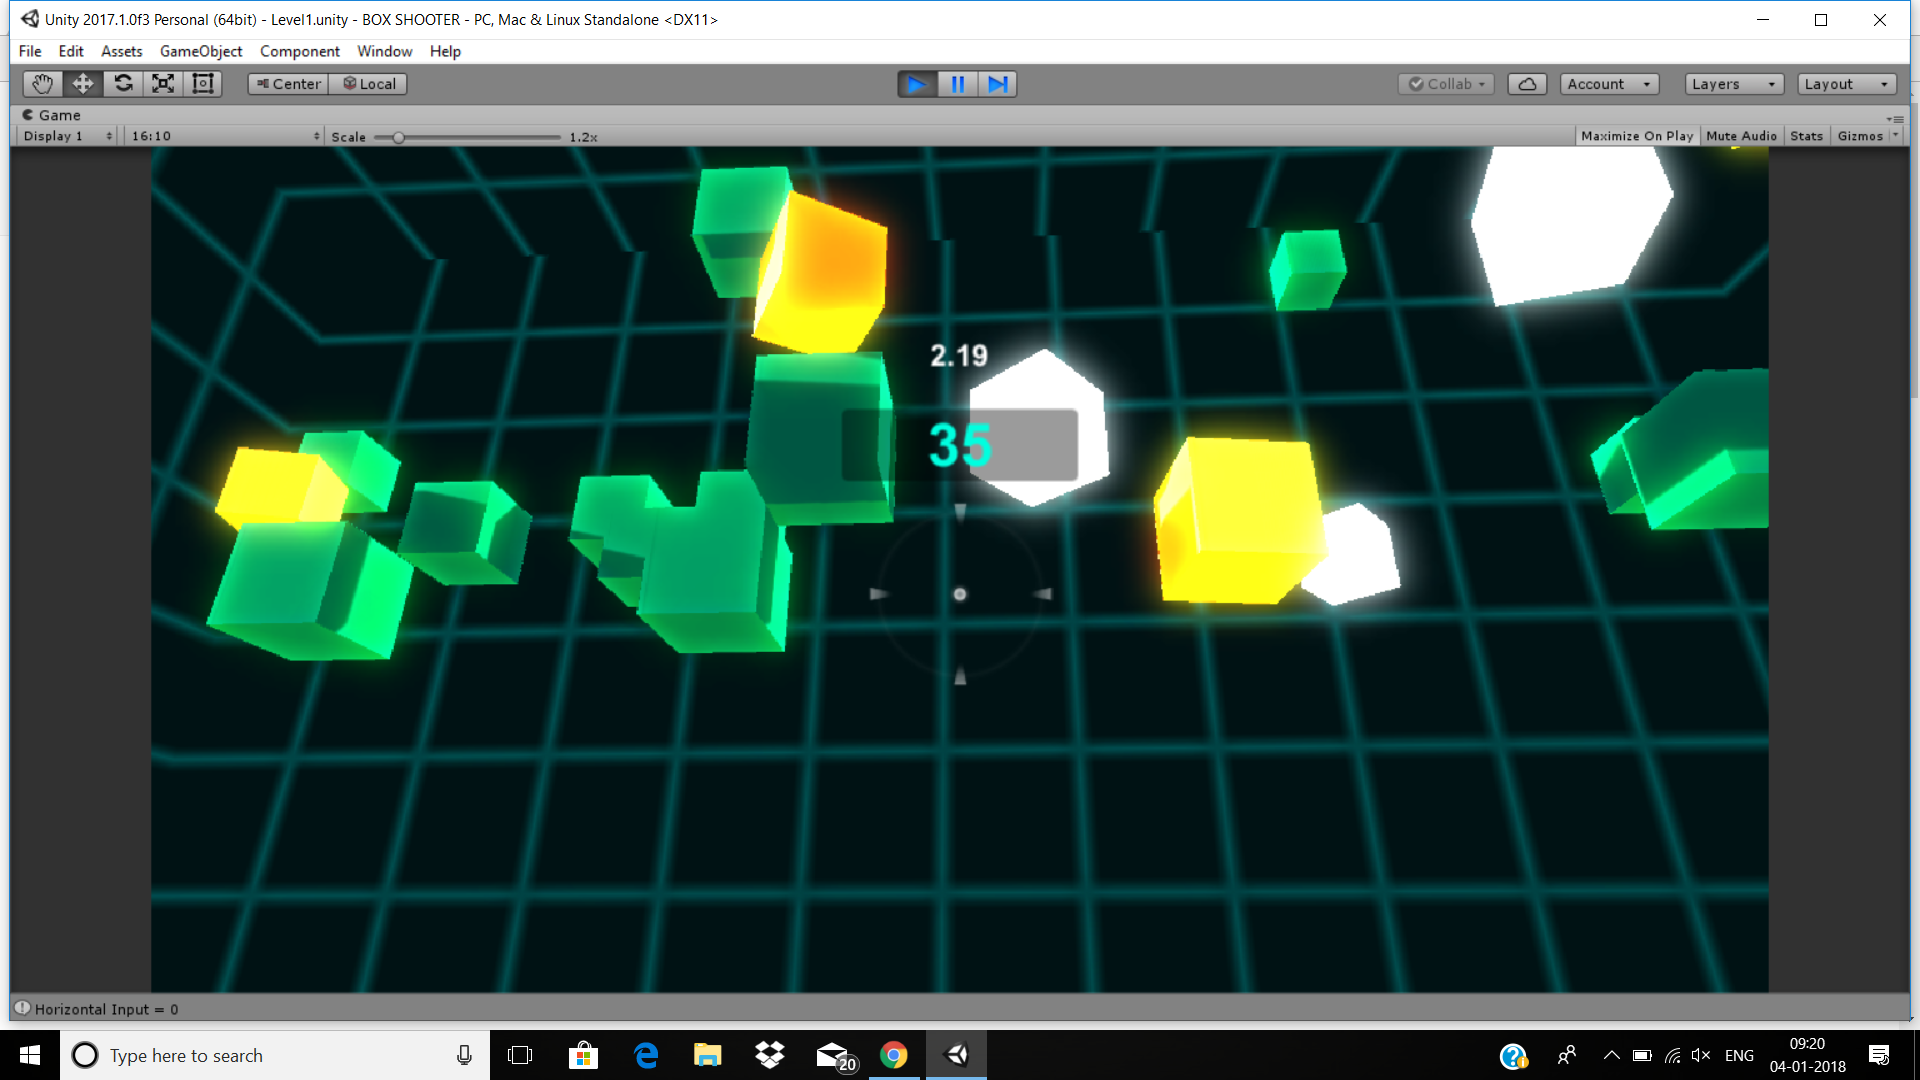 Unity 2017.1.0f3 Personal (64bit) - Level1.unity - BOX SHOOTER - PC, Mac & Linux Standalone <DX11>
File Edit Assets GameObject Component Window Help
Center Local Collab Account Layers Layout
Game
Display 1 16:10 Scale 1.2x Maximize On Play Mute Audio Stats Gizmos
2.19
35
Horizontal Input = 0
Type here to search 20 ENG 09:20
04-01-2018